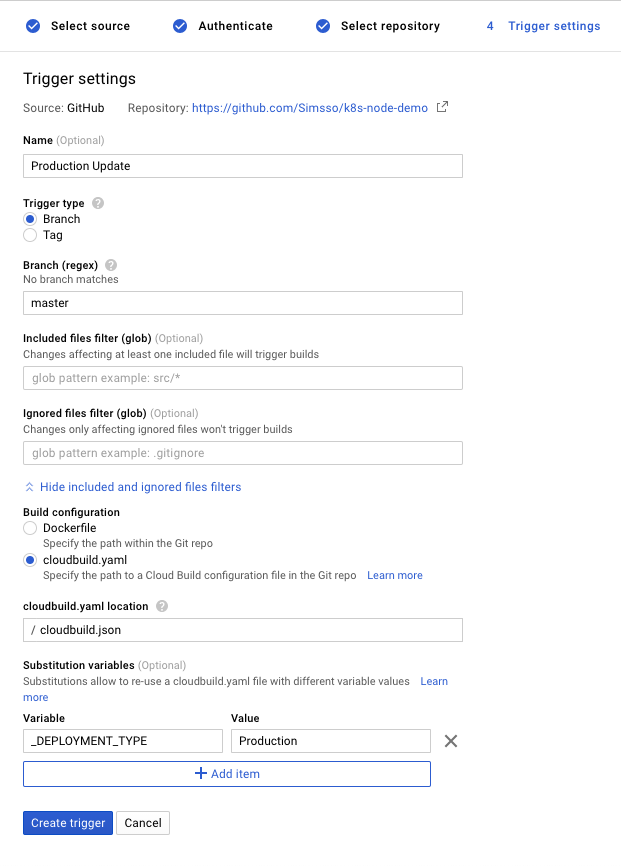 Select source Authenticate Select repository 4 Trigger settings
Trigger settings
Source: GitHub Repository: https://github.com/Simsso/k8s-node-demo
Name (Optional)
Production Update
Trigger type ?
Branch
Tag
Branch (regex) ?
No branch matches
master
Included files filter (glob) (Optional)
Changes affecting at least one included file will trigger builds
glob pattern example: src/*
Ignored files filter (glob) (Optional)
Changes only affecting ignored files won't trigger builds
glob pattern example: .gitignore
Hide included and ignored files filters
Build configuration
Dockerfile
Specify the path within the Git repo
cloudbuild.yaml
Specify the path to a Cloud Build configuration file in the Git repo Learn more
cloudbuild.yaml location ?
/ cloudbuild.json
Substitution variables (Optional)
Substitutions allow to re-use a cloudbuild.yaml file with different variable values Learn
more
Variable Value
_DEPLOYMENT_TYPE Production
Add item
Create trigger Cancel